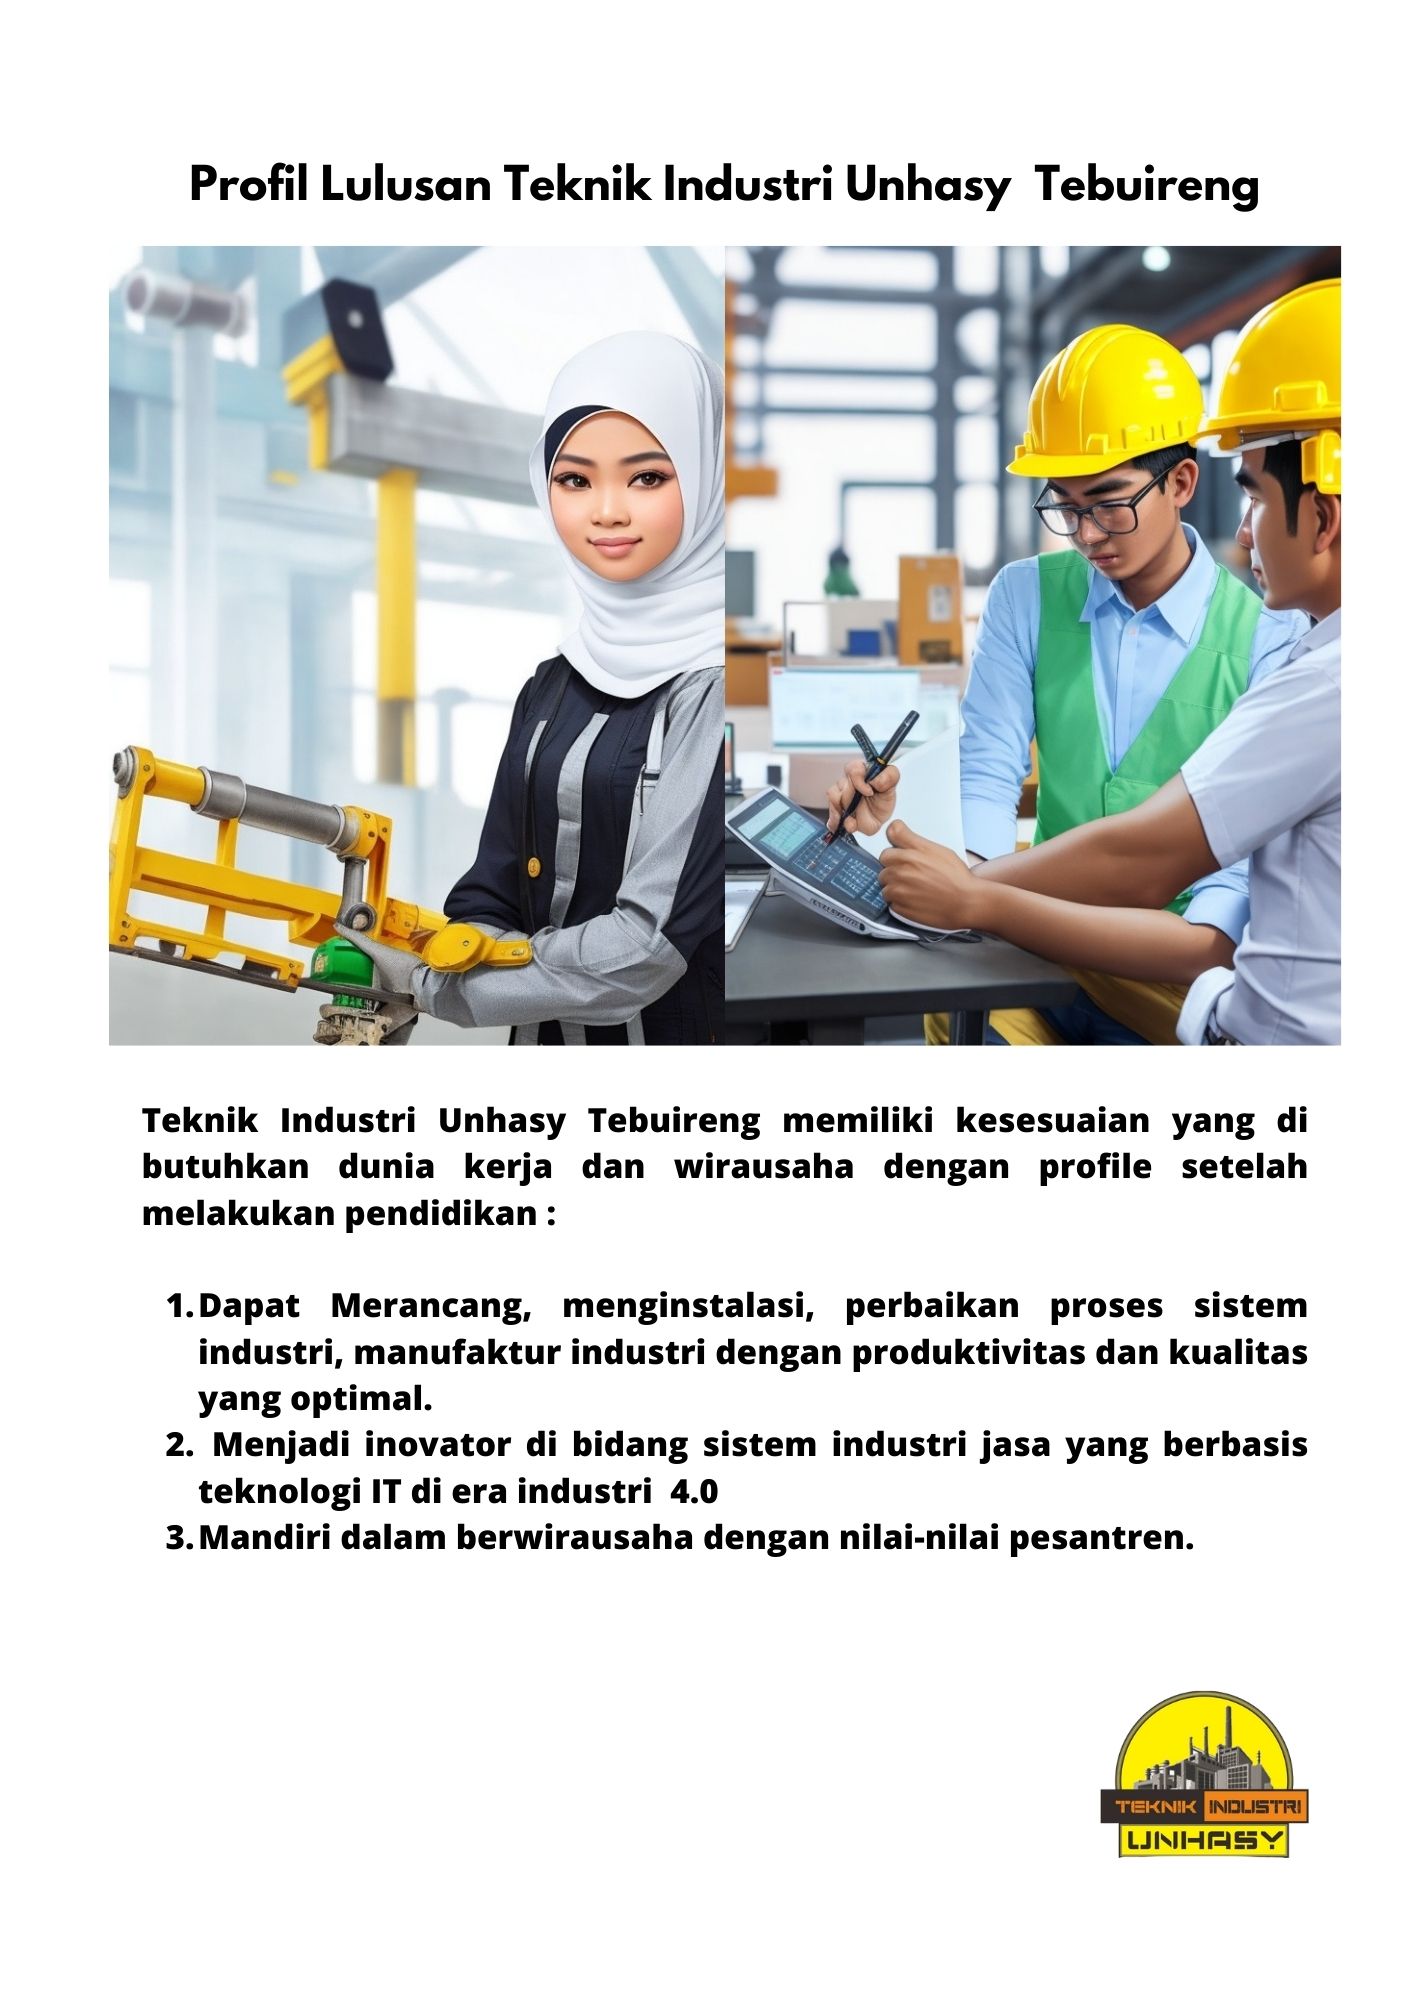 Profil Lulusan Teknik Industri Unhasy  Tebuireng
Teknik Industri Unhasy Tebuireng memiliki kesesuaian yang di
butuhkan dunia kerja dan wirausaha dengan profile setelah
melakukan pendidikan :
1. Dapat Merancang, menginstalasi, perbaikan proses sistem
industri, manufaktur industri dengan produktivitas dan kualitas
yang optimal.
2. Menjadi inovator di bidang sistem industri jasa yang berbasis
teknologi IT di era industri  4.0
3. Mandiri dalam berwirausaha dengan nilai-nilai pesantren.
TEKNIK INDUSTRI
UNHASY